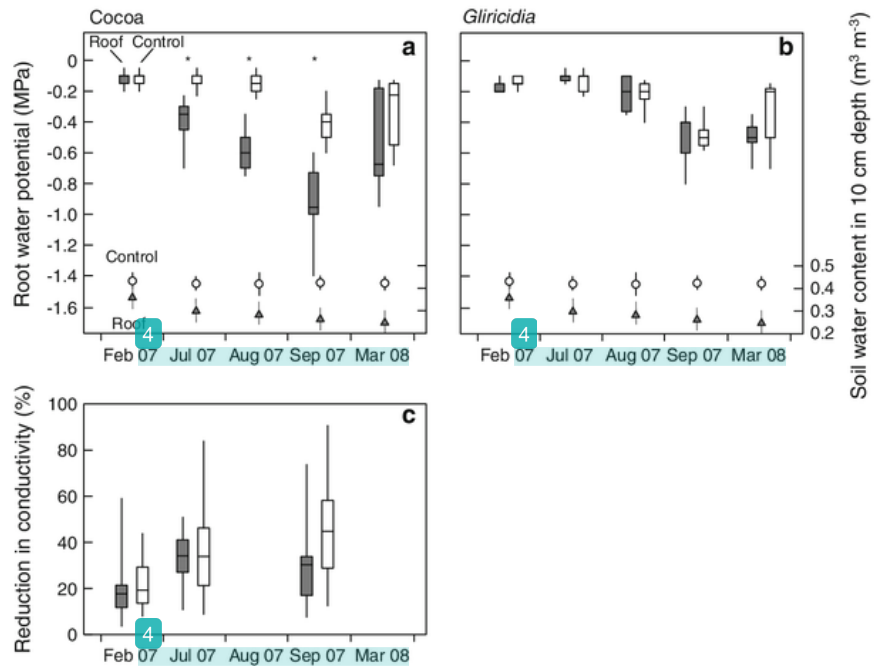 Cocoa
Gliricidia
Roof Control
a
b
Root water potential (MPa)
0
-0.2
-0.4
-0.6
-0.8
-1.0
-1.2
-1.4
-1.6
Control
Roof
0.5
0.4
0.3
0.2
Soil water content in 10 cm depth (m³ m⁻³)
* * *
4
4
Feb 07 Jul 07 Aug 07 Sep 07 Mar 08
Feb 07 Jul 07 Aug 07 Sep 07 Mar 08
c
Reduction in conductivity (%)
100
80
60
40
20
0
4
Feb 07 Jul 07 Aug 07 Sep 07 Mar 08